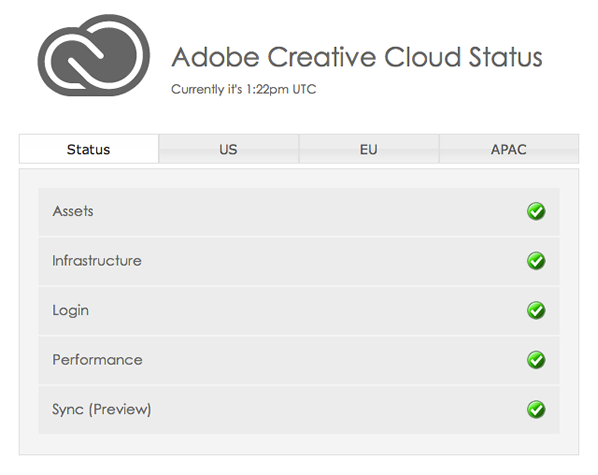 Adobe Creative Cloud Status
Currently it's 1:22pm UTC
Status US EU APAC
Assets
Infrastructure
Login
Performance
Sync (Preview)